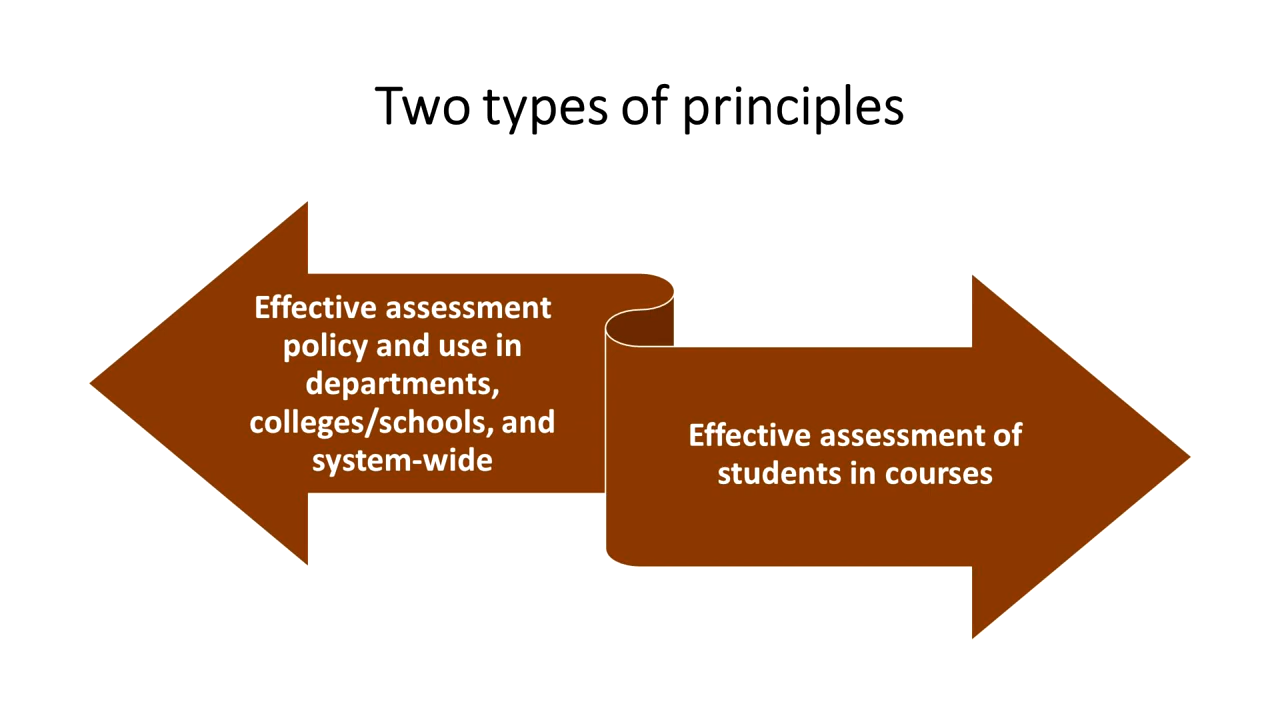 Two types of principles
Effective assessment
policy and use in
departments,
colleges/schools, and
system-wide
Effective assessment of
students in courses